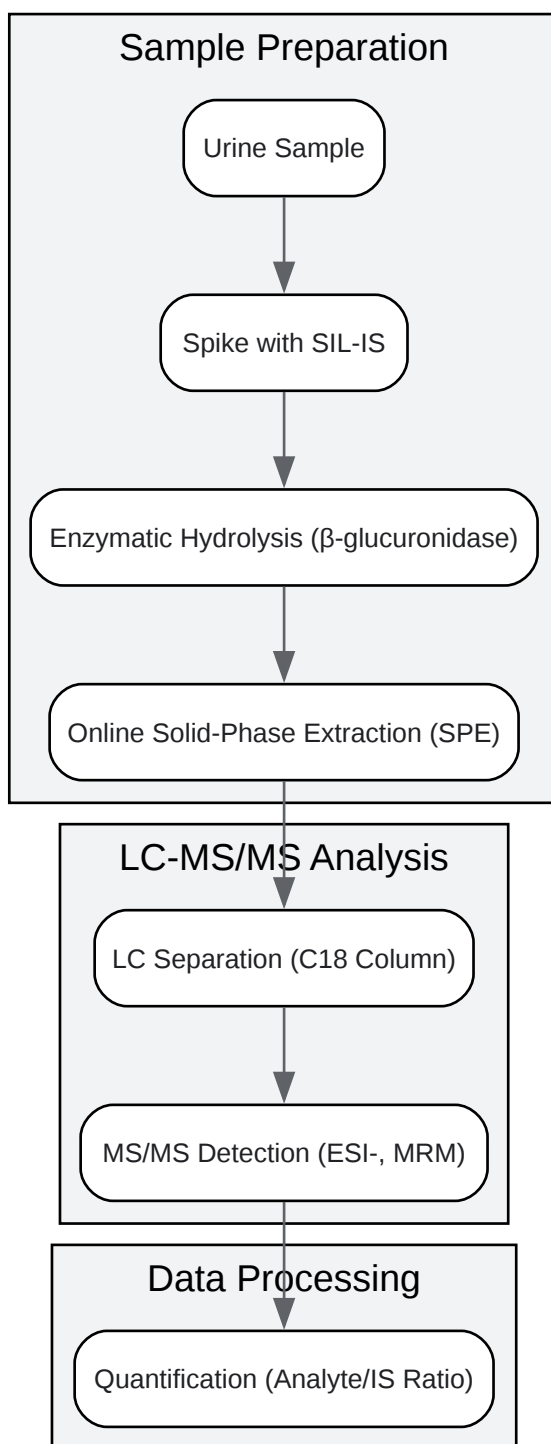 Sample Preparation
Urine Sample
Spike with SIL-IS
Enzymatic Hydrolysis (β-glucuronidase)
Online Solid-Phase Extraction (SPE)
LC-MS/MS Analysis
LC Separation (C18 Column)
MS/MS Detection (ESI-, MRM)
Data Processing
Quantification (Analyte/IS Ratio)